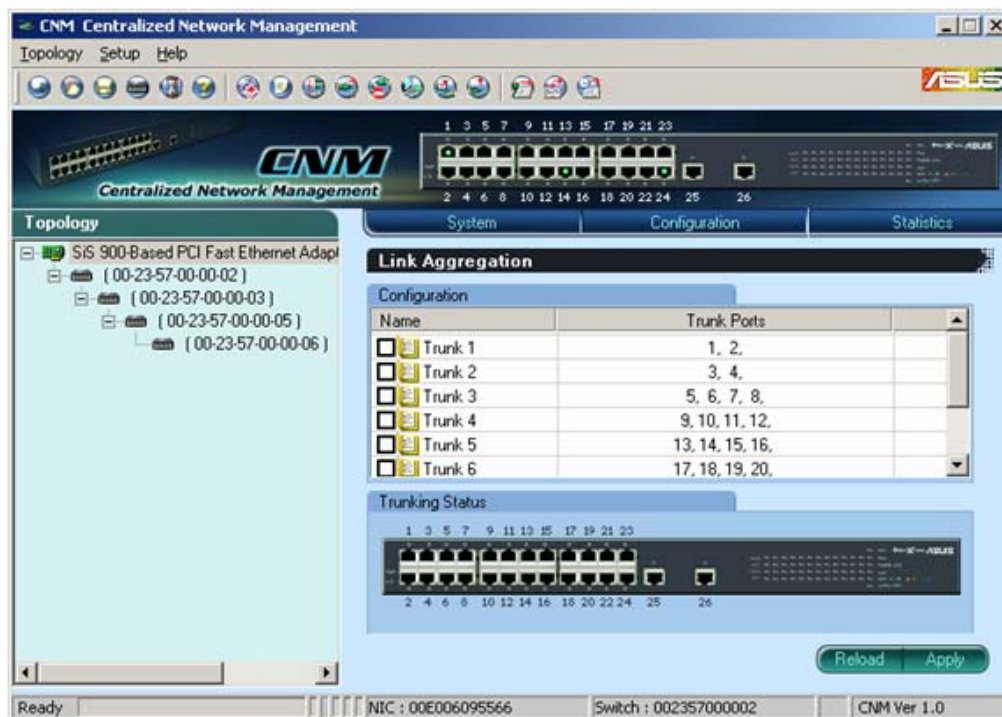 CNM Centralized Network Management
Topology Setup Help
ASUS
1 3 5 7 9 11 13 15 17 19 21 23
CNM
Centralized Network Management
2 4 6 8 10 12 14 16 18 20 22 24 25 26
Topology
System Configuration Statistics
SiS 900-Based PCI Fast Ethernet Adapt
( 00-23-57-00-00-02 )
( 00-23-57-00-00-03 )
( 00-23-57-00-00-05 )
( 00-23-57-00-00-06 )
Link Aggregation
Configuration
Name Trunk Ports
Trunk 1 1, 2,
Trunk 2 3, 4,
Trunk 3 5, 6, 7, 8,
Trunk 4 9, 10, 11, 12,
Trunk 5 13, 14, 15, 16,
Trunk 6 17, 18, 19, 20,
Trunking Status
1 3 5 7 9 11 13 15 17 19 21 23
ASUS
2 4 6 8 10 12 14 16 18 20 22 24 25 26
Reload Apply
Ready NIC : 00E006095566 Switch : 002357000002 CNM Ver 1.0